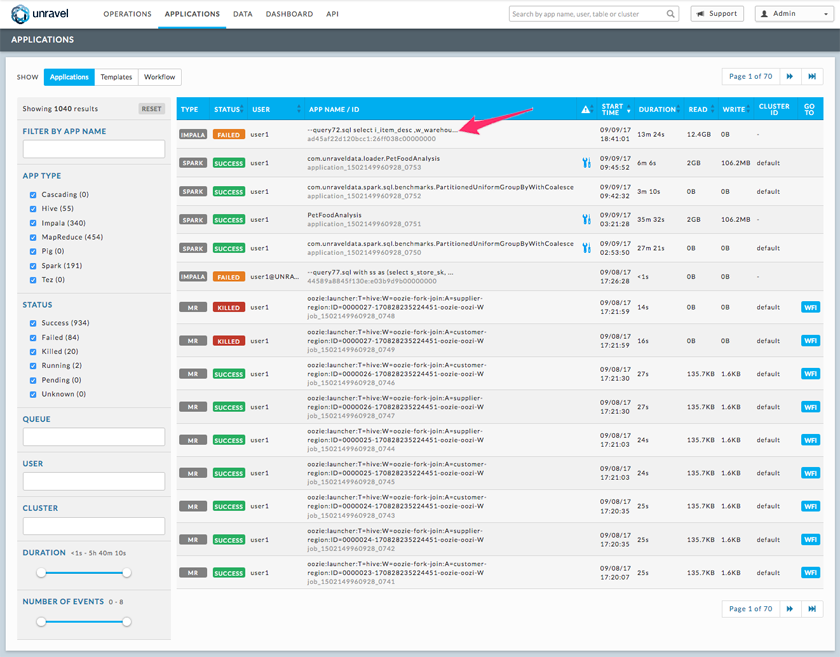 unravel
OPERATIONS APPLICATIONS DATA DASHBOARD API
Search by app name, user, table or cluster
Support
Admin
APPLICATIONS
SHOW Applications Templates Workflow
Page 1 of 70
Showing 1040 results RESET
FILTER BY APP NAME
APP TYPE
Cascading (0)
Hive (55)
Impala (340)
MapReduce (454)
Pig (0)
Spark (191)
Tez (0)
STATUS
Success (934)
Failed (84)
Killed (20)
Running (2)
Pending (0)
Unknown (0)
QUEUE
USER
CLUSTER
DURATION <1s - 5h 40m 10s
NUMBER OF EVENTS 0 - 8
TYPE STATUS USER APP NAME / ID START TIME DURATION READ WRITE CLUSTER ID GO TO
IMPALA FAILED user1 --query72.sql select i_item_desc ,w_warehou... 09/09/17 13m 24s 12.4GB 0B -
ad45af22d120bcc1:26ff038c00000000 18:41:01
SPARK SUCCESS user1 com.unraveldata.loader.PetFoodAnalysis 09/09/17 6m 6s 2GB 106.2MB default
application_1502149960928_0753 09:45:52
SPARK SUCCESS user1 com.unraveldata.spark.sql.benchmarks.PartitionedUniformGroupByWithCoalesce 09/09/17 3m 10s 0B 0B default
application_1502149960928_0752 09:42:32
SPARK SUCCESS user1 PetFoodAnalysis 09/09/17 35m 32s 2GB 106.2MB -
application_1502149960928_0751 03:21:28
SPARK SUCCESS user1 com.unraveldata.spark.sql.benchmarks.PartitionedUniformGroupByWithCoalesce 09/09/17 27m 21s 0B 0B default
application_1502149960928_0750 02:53:50
IMPALA FAILED user1@UNRA... --query77.sql with ss as (select s_store_sk, ... 09/08/17 <1s 0B 0B -
44589a8845f130e:e03b9d9b00000000 17:26:28
MR KILLED user1 oozie:launcher:T=hive:W=oozie-fork-join:A=supplier- 09/08/17 14s 0B 0B default WFI
region:ID=0000027-170828235224451-oozie-oozi-W 17:21:59
job_1502149960928_0748
MR KILLED user1 oozie:launcher:T=hive:W=oozie-fork-join:A=customer- 09/08/17 16s 0B 0B default WFI
region:ID=0000027-170828235224451-oozie-oozi-W 17:21:59
job_1502149960928_0749
MR SUCCESS user1 oozie:launcher:T=hive:W=oozie-fork-join:A=customer- 09/08/17 27s 135.7KB 1.6KB default WFI
region:ID=0000026-170828235224451-oozie-oozi-W 17:21:30
job_1502149960928_0746
MR SUCCESS user1 oozie:launcher:T=hive:W=oozie-fork-join:A=supplier- 09/08/17 27s 135.7KB 1.6KB default WFI
region:ID=0000026-170828235224451-oozie-oozi-W 17:21:30
job_1502149960928_0747
MR SUCCESS user1 oozie:launcher:T=hive:W=oozie-fork-join:A=supplier- 09/08/17 24s 135.7KB 1.6KB default WFI
region:ID=0000025-170828235224451-oozie-oozi-W 17:21:03
job_1502149960928_0744
MR SUCCESS user1 oozie:launcher:T=hive:W=oozie-fork-join:A=customer- 09/08/17 24s 135.7KB 1.6KB default WFI
region:ID=0000025-170828235224451-oozie-oozi-W 17:21:03
job_1502149960928_0745
MR SUCCESS user1 oozie:launcher:T=hive:W=oozie-fork-join:A=supplier- 09/08/17 25s 135.7KB 1.6KB default WFI
region:ID=0000024-170828235224451-oozie-oozi-W 17:20:35
job_1502149960928_0743
MR SUCCESS user1 oozie:launcher:T=hive:W=oozie-fork-join:A=customer- 09/08/17 25s 135.7KB 1.6KB default WFI
region:ID=0000024-170828235224451-oozie-oozi-W 17:20:35
job_1502149960928_0742
MR SUCCESS user1 oozie:launcher:T=hive:W=oozie-fork-join:A=customer- 09/08/17 25s 135.7KB 1.6KB default WFI
region:ID=0000023-170828235224451-oozie-oozi-W 17:20:07
job_1502149960928_0741
Page 1 of 70